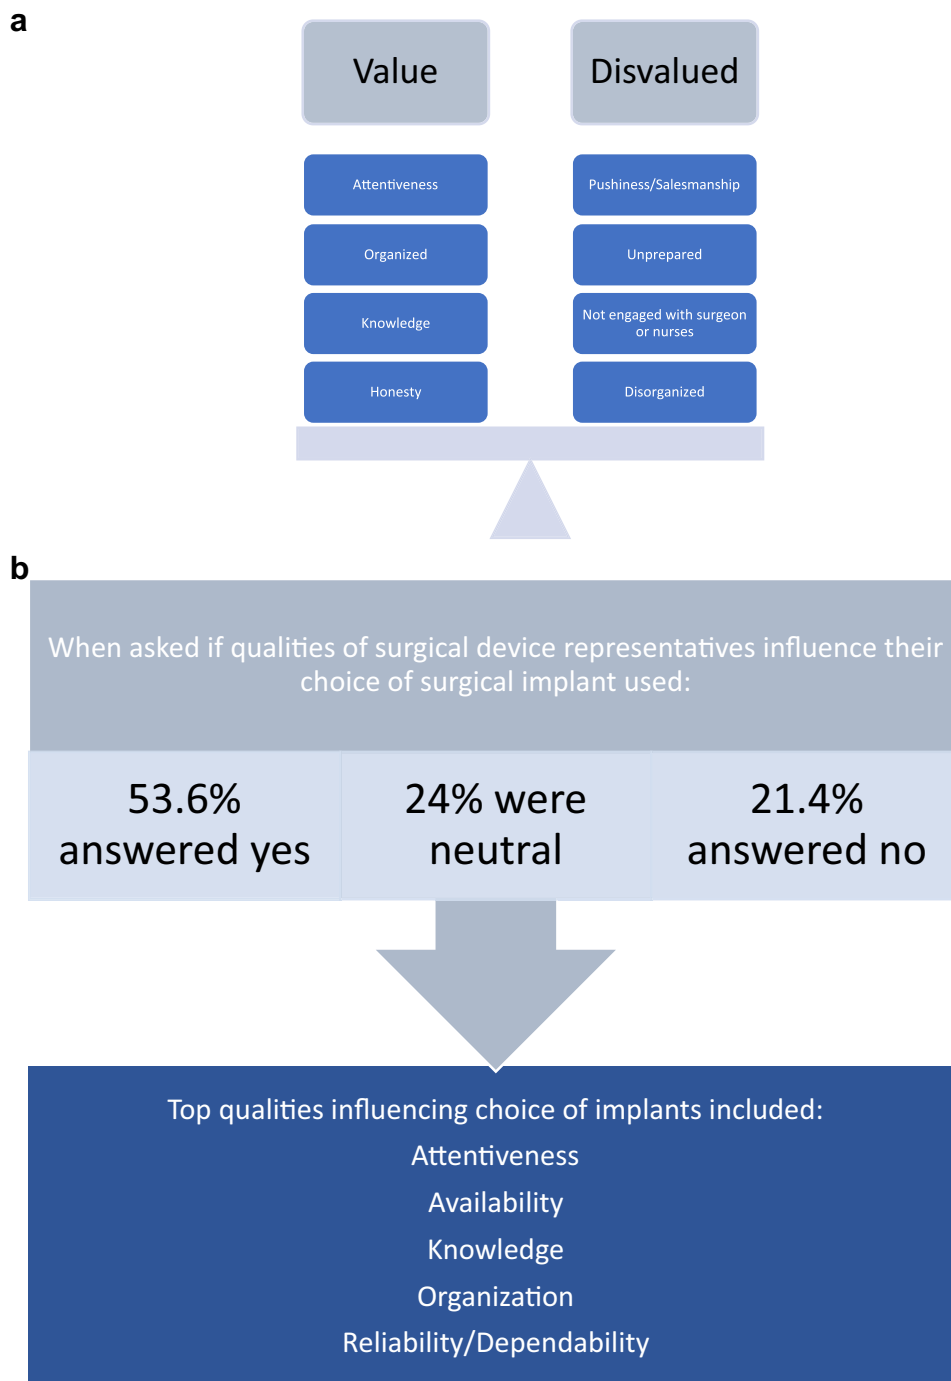 a
Value
Disvalued
Attentiveness
Pushiness/Salesmanship
Organized
Unprepared
Knowledge
Not engaged with surgeon
or nurses
Honesty
Disorganized
b
When asked if qualities of surgical device representatives influence their
choice of surgical implant used:
53.6%
answered yes
24% were
neutral
21.4%
answered no
Top qualities influencing choice of implants included:
Attentiveness
Availability
Knowledge
Organization
Reliability/Dependability